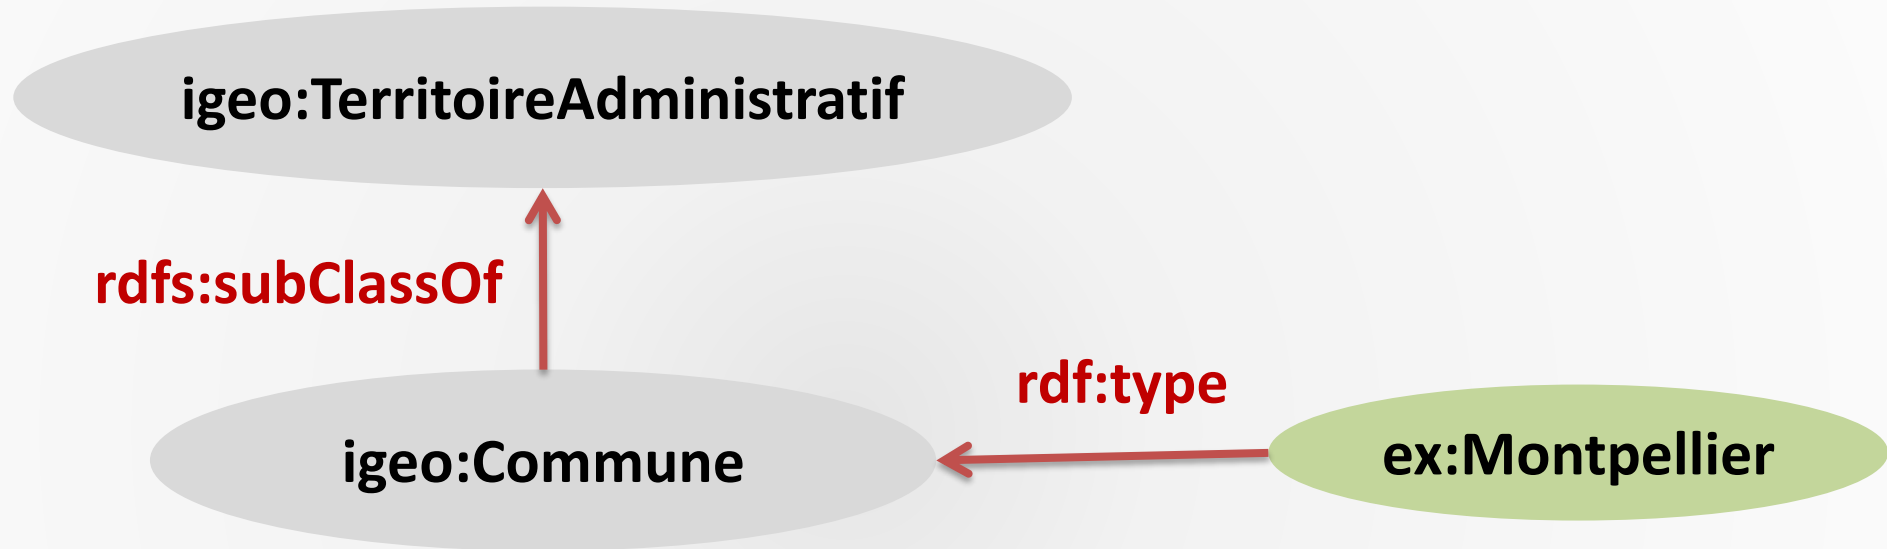 igeo:TerritoireAdministratif
rdfs:subClassOf
rdf:type
igeo:Commune
ex:Montpellier